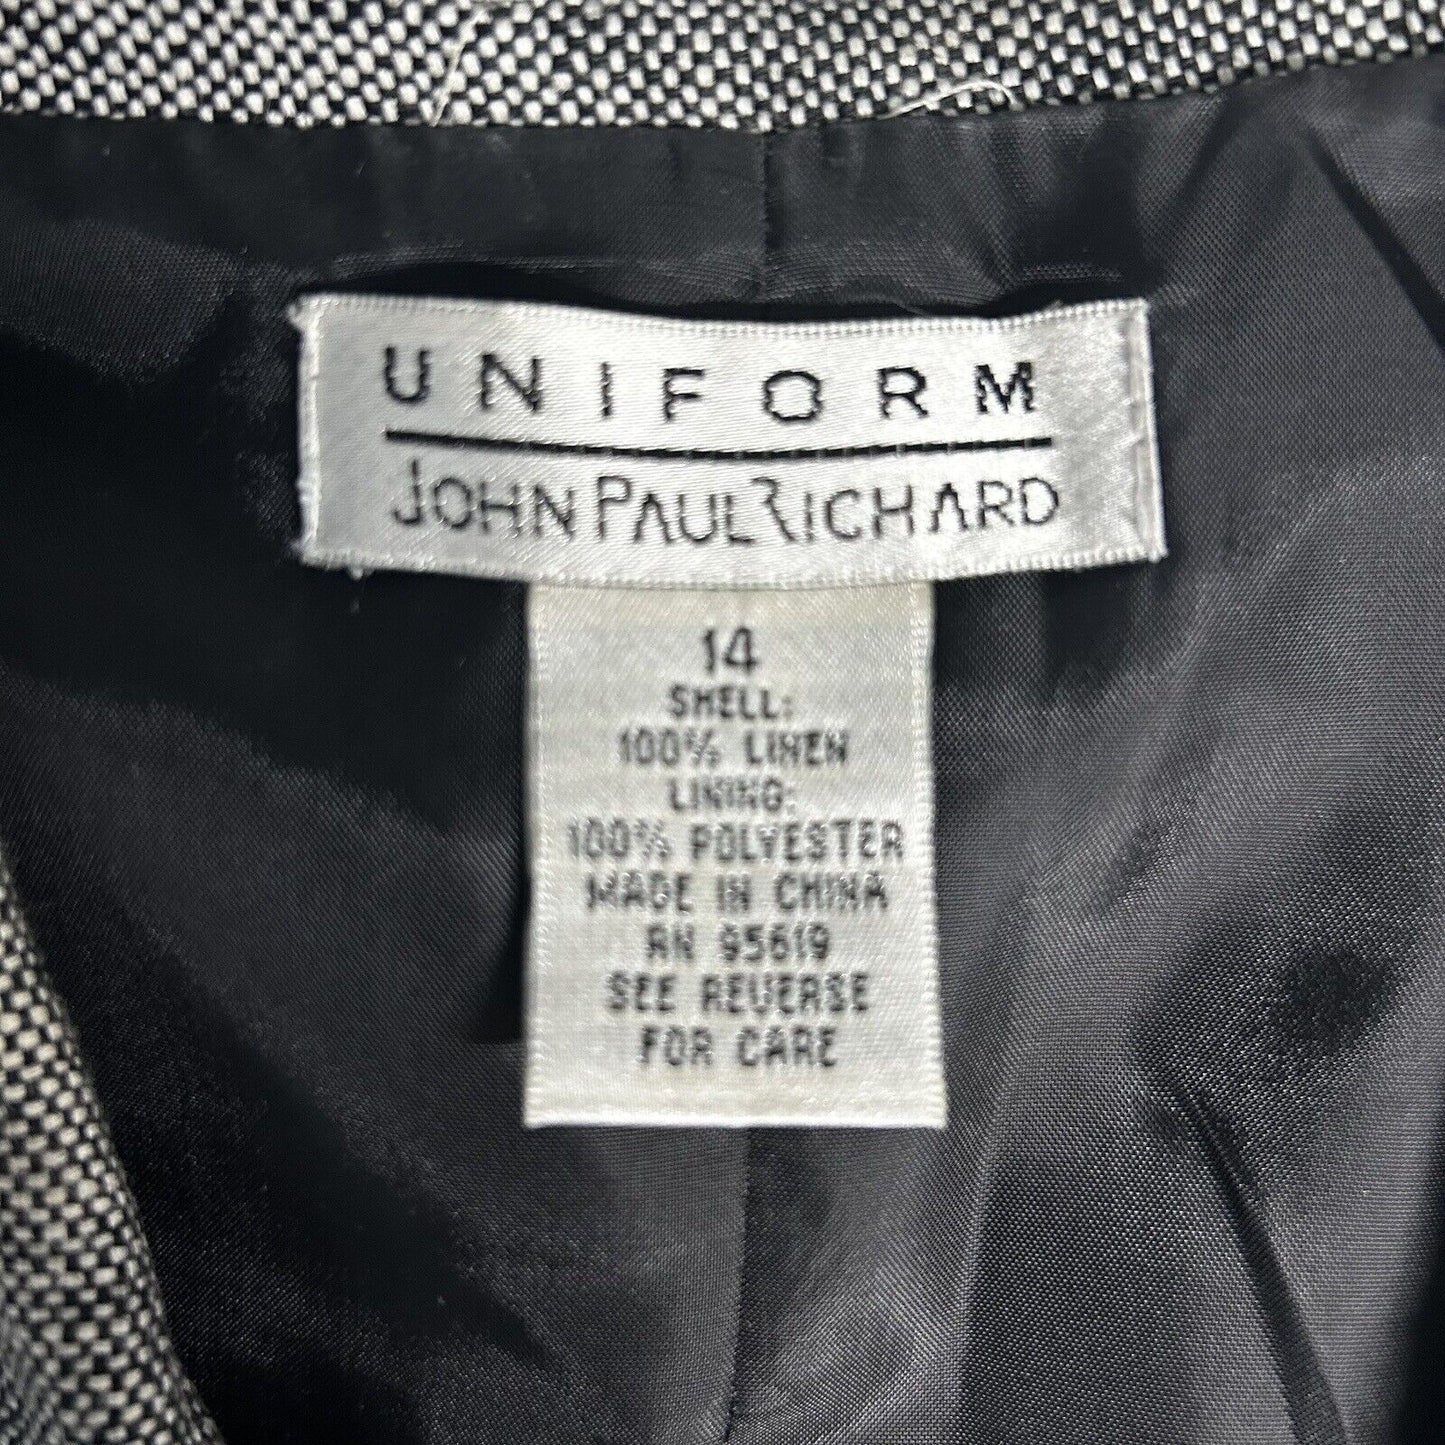 UNIFORM
JOHN PAUL RICHARD
14
SHELL:
100% LINEN
LINING:
100% POLYESTER
MADE IN CHINA
RN 95619
SEE REVERSE
FOR CARE